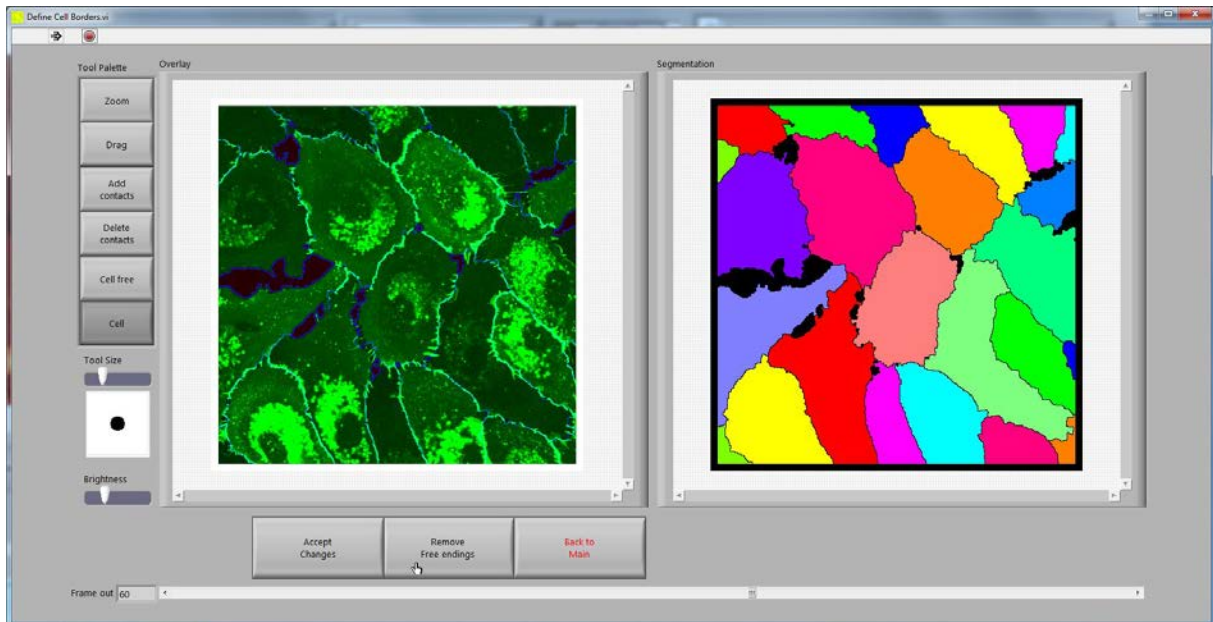 Define Cell Borders.vi
Tool Palette
Overlay
Segmentation
Zoom
Drag
Add
contacts
Delete
contacts
Cell free
Cell
Tool Size
Brightness
Accept
Changes
Remove
Free endings
Back to
Main
Frame out 60